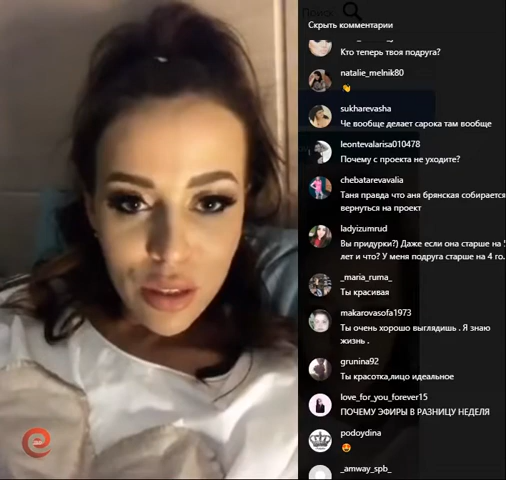 Поиск
Скрыть комментарии
Кто теперь твоя подруга?
natalie_melnik80
sukharevasha
Че вообще делает сарока там вообще
leontevalarisa010478
Почему с проекта не уходите?
chebatarevavalia
Таня правда что аня брянская собирается
вернуться на проект
ladyizumrud
Вы придурки?) Даже если она старше на 5
лет и что? У меня подруга старше на 4 го.
_maria_ruma_
Ты красивая
makarovasofa1973
Ты очень хорошо выглядишь . Я знаю
жизнь .
grunina92
Ты красотка,лицо идеальное
love_for_you_forever15
ПОЧЕМУ ЭФИРЫ В РАЗНИЦУ НЕДЕЛЯ
podoydina
_amway_spb_